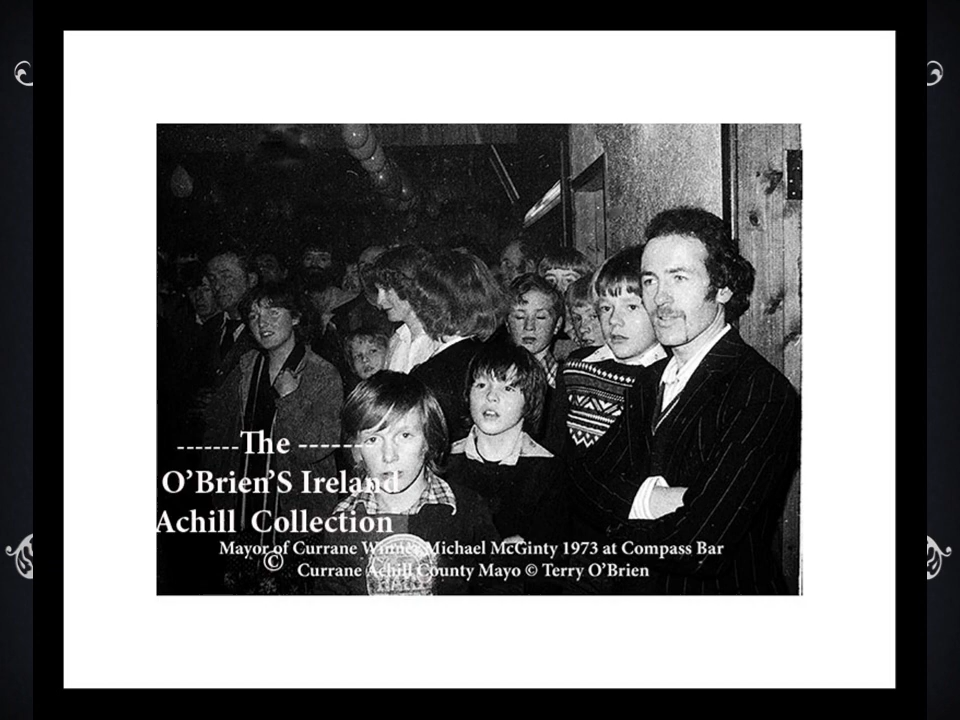 -------The -------
O’Brien’S Ireland
Achill Collection
Mayor of Currane Winner Michael McGinty 1973 at Compass Bar
© Currane Achill County Mayo © Terry O’Brien